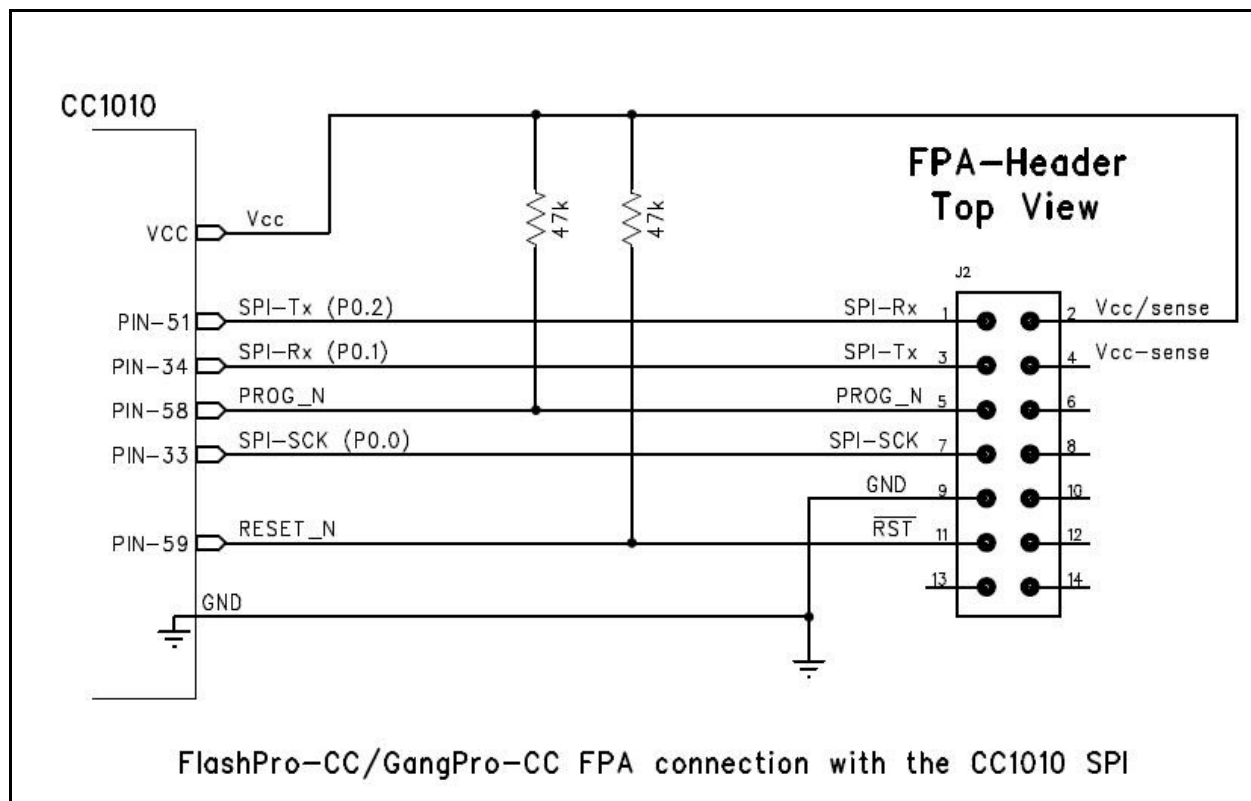 CC1010
FPA-Header
Top View
47k
47k
VCC
Vcc
J2
PIN-51
SPI-Tx (P0.2)
SPI-Rx
1
2
Vcc/sense
PIN-34
SPI-Rx (P0.1)
SPI-Tx
3
4
Vcc-sense
PIN-58
PROG_N
PROG_N
5
6
PIN-33
SPI-SCK (P0.0)
SPI-SCK
7
8
GND
9
10
PIN-59
RESET_N
RST
11
12
13
14
GND
FlashPro-CC/GangPro-CC FPA connection with the CC1010 SPI